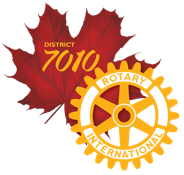 DISTRICT
7010
ROTARY
INTERNATIONAL